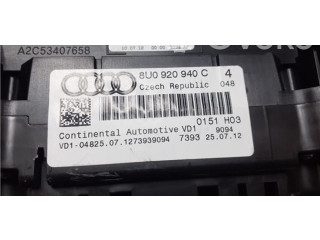 A2C53407658
8U0 920 940 C 4
Czech Republic 048
0151 H03
Continental Automotive VD1 9094
VD1-04825.07.1273939094 7393 25.07.12